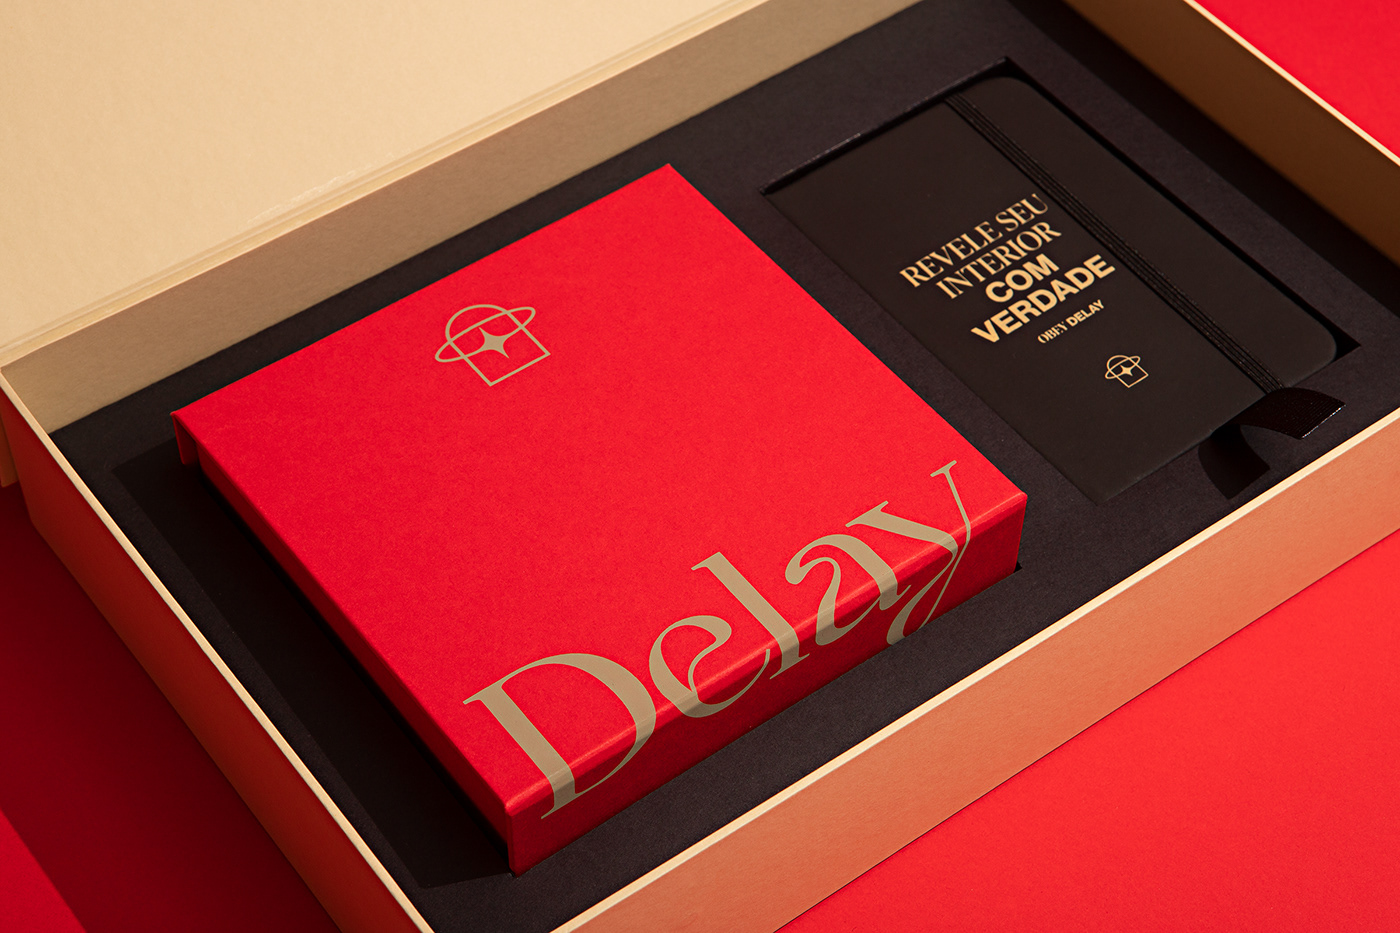 Delay
REVELE SEU
INTERIOR
COM
VERDADE
OBEY DELAY